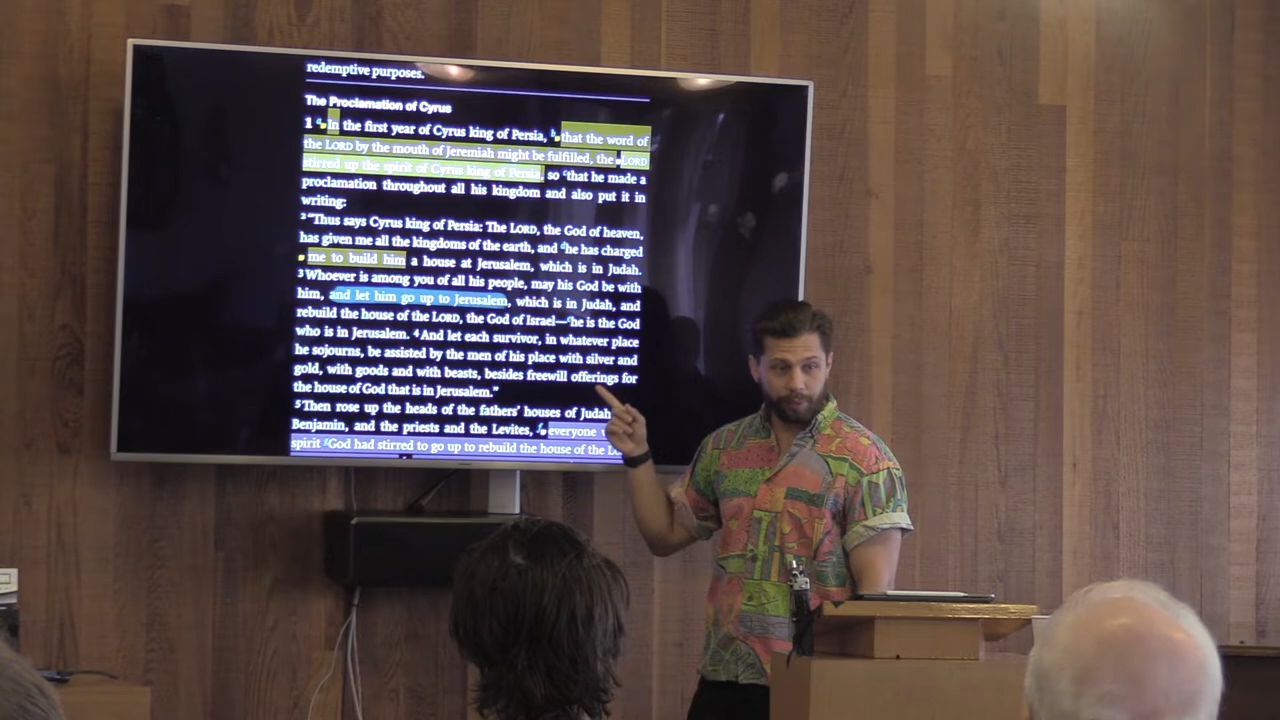 redemptive purposes.
The Proclamation of Cyrus
1 a In the first year of Cyrus king of Persia, b that the word of
the LORD by the mouth of Jeremiah might be fulfilled, the LORD
stirred up the spirit of Cyrus king of Persia, so c that he made a
proclamation throughout all his kingdom and also put it in
writing:
2 “Thus says Cyrus king of Persia: The LORD, the God of heaven,
has given me all the kingdoms of the earth, and d he has charged
me to build him a house at Jerusalem, which is in Judah.
3 Whoever is among you of all his people, may his God be with
him, and let him go up to Jerusalem, which is in Judah, and
rebuild the house of the LORD, the God of Israel—e he is the God
who is in Jerusalem. 4 And let each survivor, in whatever place
he sojourns, be assisted by the men of his place with silver and
gold, with goods and with beasts, besides freewill offerings for
the house of God that is in Jerusalem.”
5 Then rose up the heads of the fathers’ houses of Judah
Benjamin, and the priests and the Levites, f everyone
spirit g God had stirred to go up to rebuild the house of the